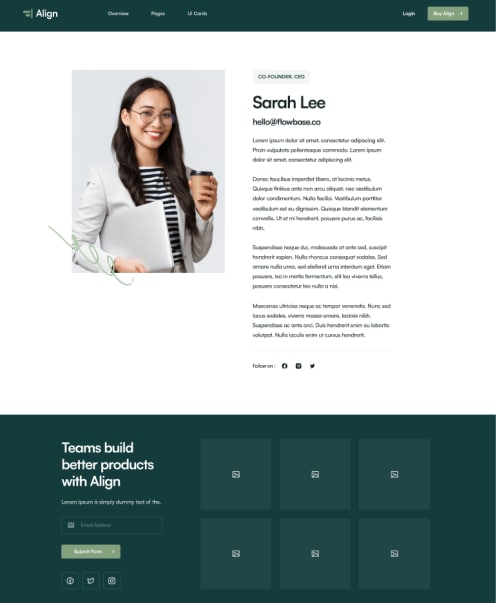 Align
Overview
Pages
UI Cards
Login
Buy Align
CO-FOUNDER, CEO
Sarah Lee
hello@flowbase.co
Lorem ipsum dolor sit amet, consectetur adipiscing elit.
Proin vulputate pellentesque commodo. Lorem ipsum
dolor sit amet, consectetur adipiscing elit.
Donec faucibus imperdiet libero, at lacinia metus.
Quisque finibus ante non arcu aliquet, nec vestibulum
dolor condimentum. Nulla facilisi. Vestibulum porttitor
vestibulum est eu dignissim. Quisque blandit elementum
convallis. Ut et mi hendrerit, posuere purus ac, facilisis
nibh.
Suspendisse neque dui, malesuada at ante sed, suscipit
hendrerit sapien. Nulla rhoncus consequat sodales. Sed
ornare nulla urna, sed eleifend urna interdum eget. Etiam
posuere, leo in mattis fermentum, elit leo viverra tellus,
posuere consectetur leo nulla a nisi.
Maecenas ultricies neque ac tempor venenatis. Nunc sed
lacus sodales, viverra massa ornare, lacinia nibh.
Suspendisse ac ante orci. Duis hendrerit enim eu lobortis
volutpat. Nulla iaculis enim ut cursus hendrerit.
Follow on :
Teams build
better products
with Align
Lorem Ipsum is simply dummy text of the.
Email Address
Submit Form